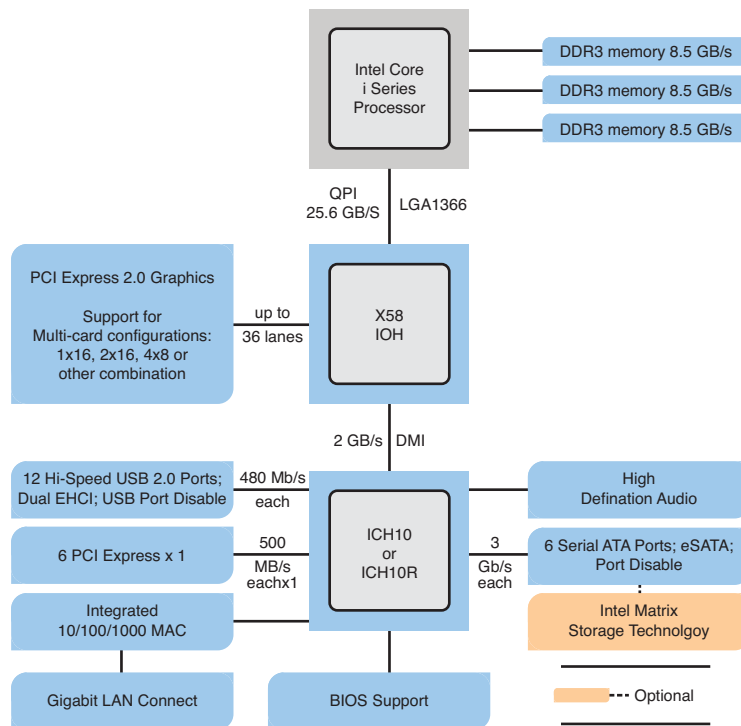 Intel Core
i Series
Processor
DDR3 memory 8.5 GB/s
DDR3 memory 8.5 GB/s
DDR3 memory 8.5 GB/s
QPI
25.6 GB/S
LGA1366
PCI Express 2.0 Graphics
Support for
Multi-card configurations:
1x16, 2x16, 4x8 or
other combination
up to
36 lanes
X58
IOH
2 GB/s
DMI
12 Hi-Speed USB 2.0 Ports;
Dual EHCI; USB Port Disable
480 Mb/s
each
High
Defination Audio
6 PCI Express x 1
500
MB/s
eachx1
ICH10
or
ICH10R
3
Gb/s
each
6 Serial ATA Ports; eSATA;
Port Disable
Integrated
10/100/1000 MAC
Intel Matrix
Storage Technolgoy
Gigabit LAN Connect
BIOS Support
Optional